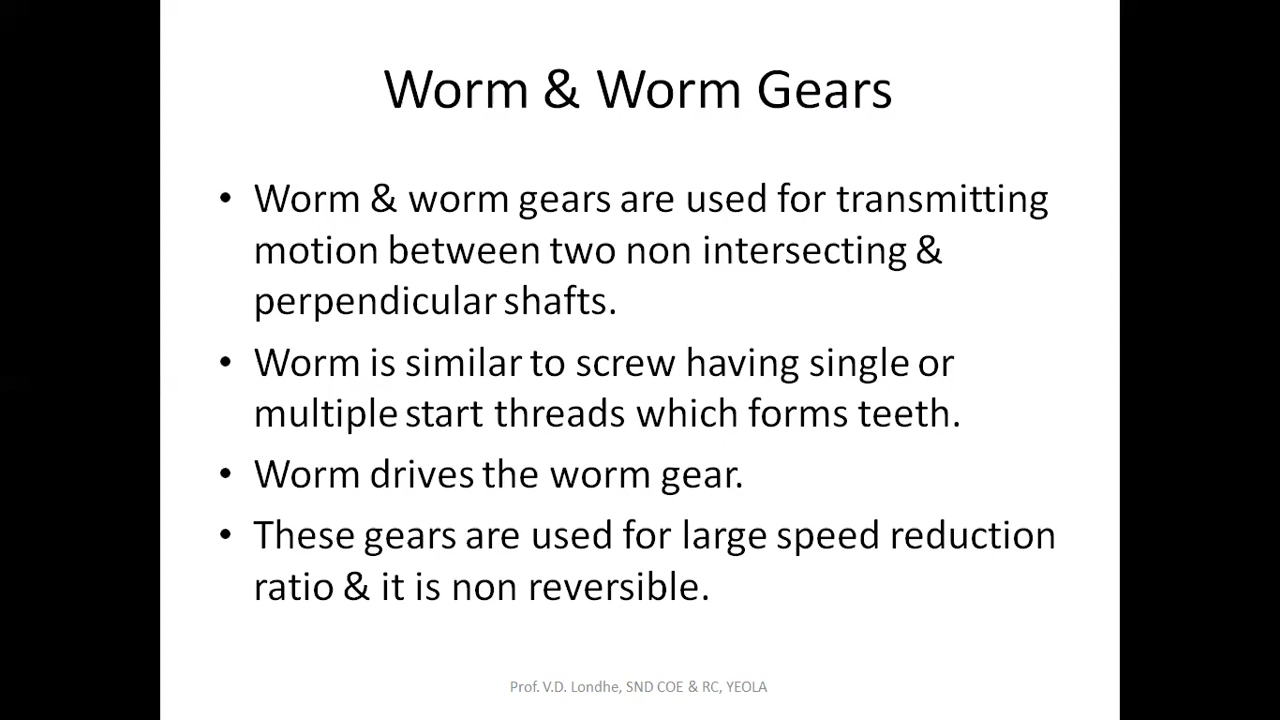 Worm & Worm Gears
• Worm & worm gears are used for transmitting
motion between two non intersecting &
perpendicular shafts.
• Worm is similar to screw having single or
multiple start threads which forms teeth.
• Worm drives the worm gear.
• These gears are used for large speed reduction
ratio & it is non reversible.
Prof. V.D. Londhe, SND COE & RC, YEOLA